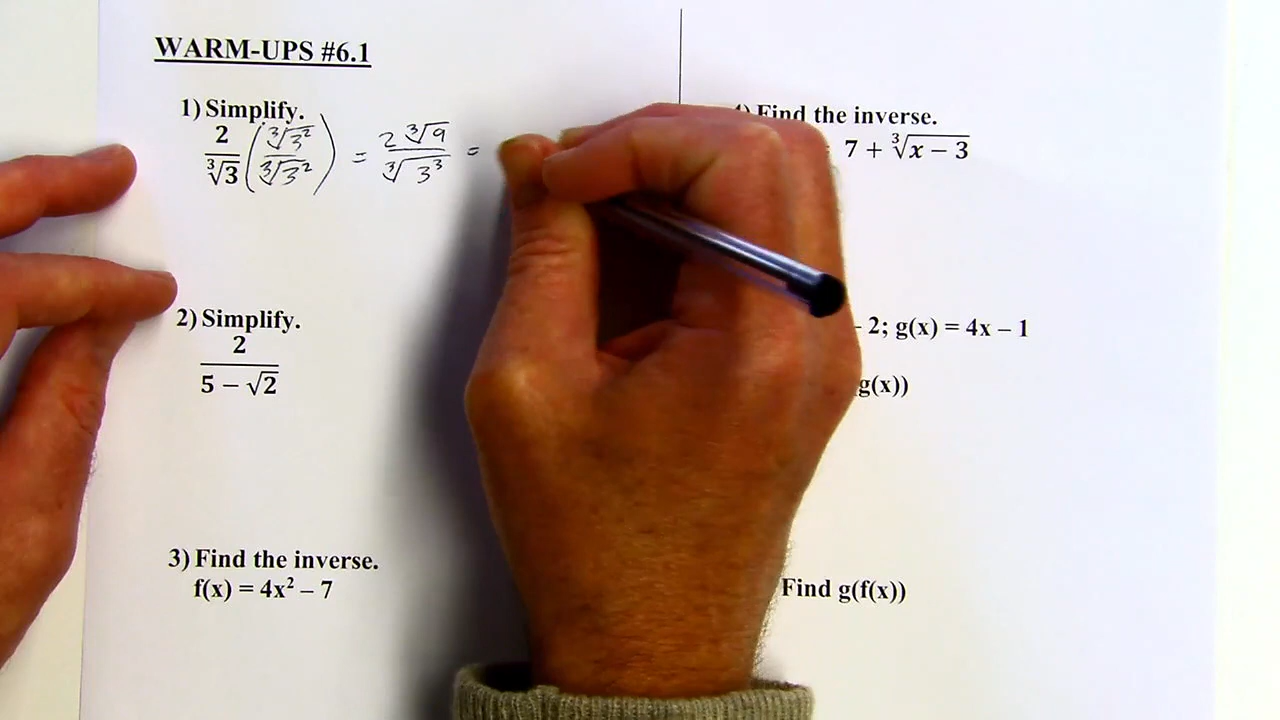 WARM-UPS #6.1
1) Simplify.
2/∛3 (∛3²/∛3²) = 2∛9/∛3³ =
2) Simplify.
2/(5 − √2)
3) Find the inverse.
f(x) = 4x² – 7
Find the inverse.
7 + ∛(x − 3)
- 2; g(x) = 4x – 1
g(x))
Find g(f(x))